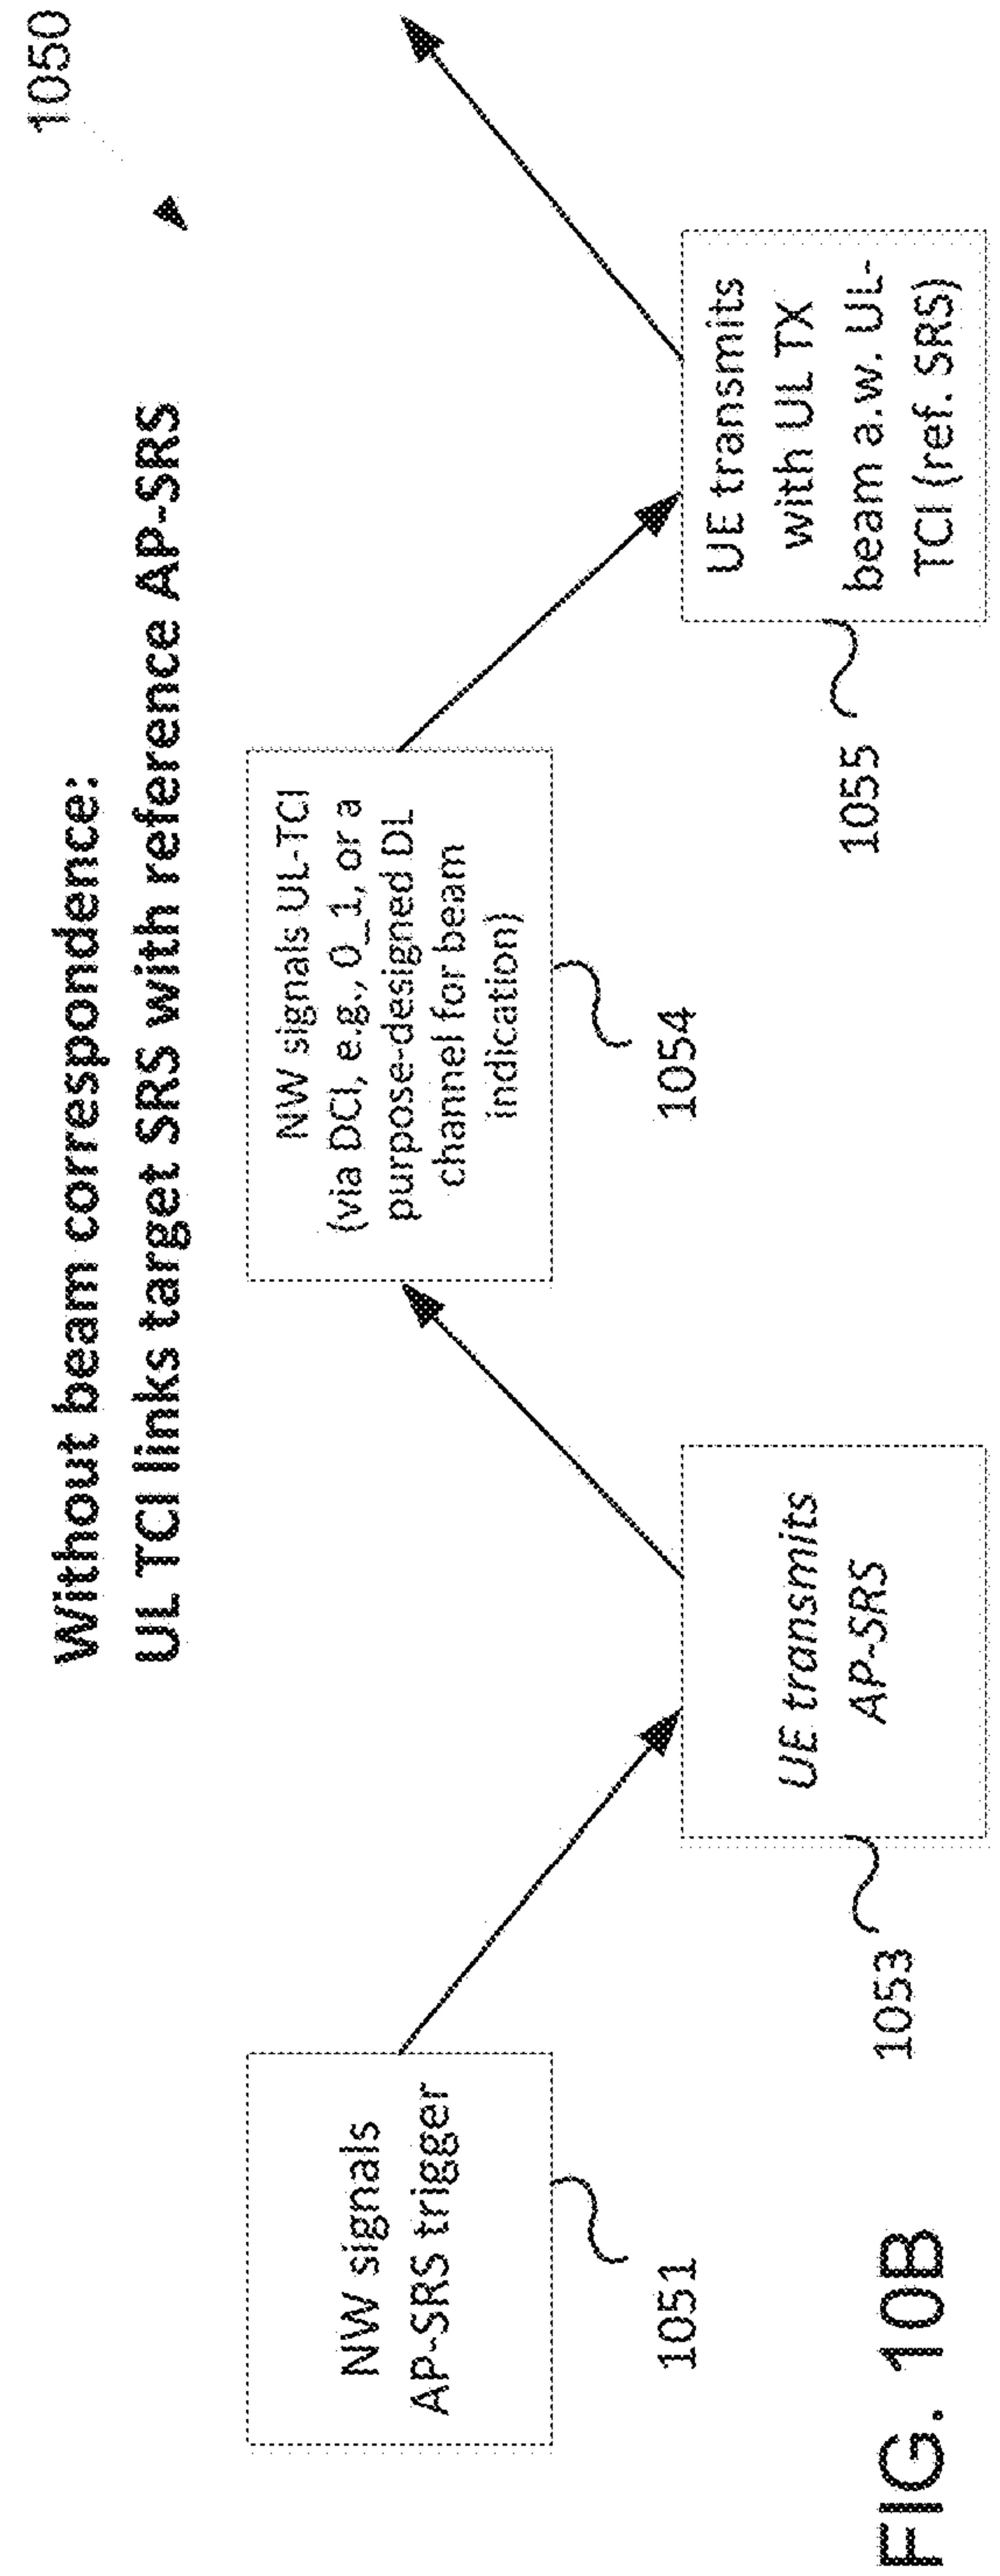 1050
Without beam correspondence:
UL TCI links target SRS with reference AP-SRS
NW signals
AP-SRS trigger
1051
UE transmits
AP-SRS
1053
NW signals UL-TCI
(via DCI, e.g., 0_1, or a
purpose-designed DL
channel for beam
indication)
1054
UE transmits
with UL TX
beam a.w. UL-
TCI (ref. SRS)
1055
FIG. 10B